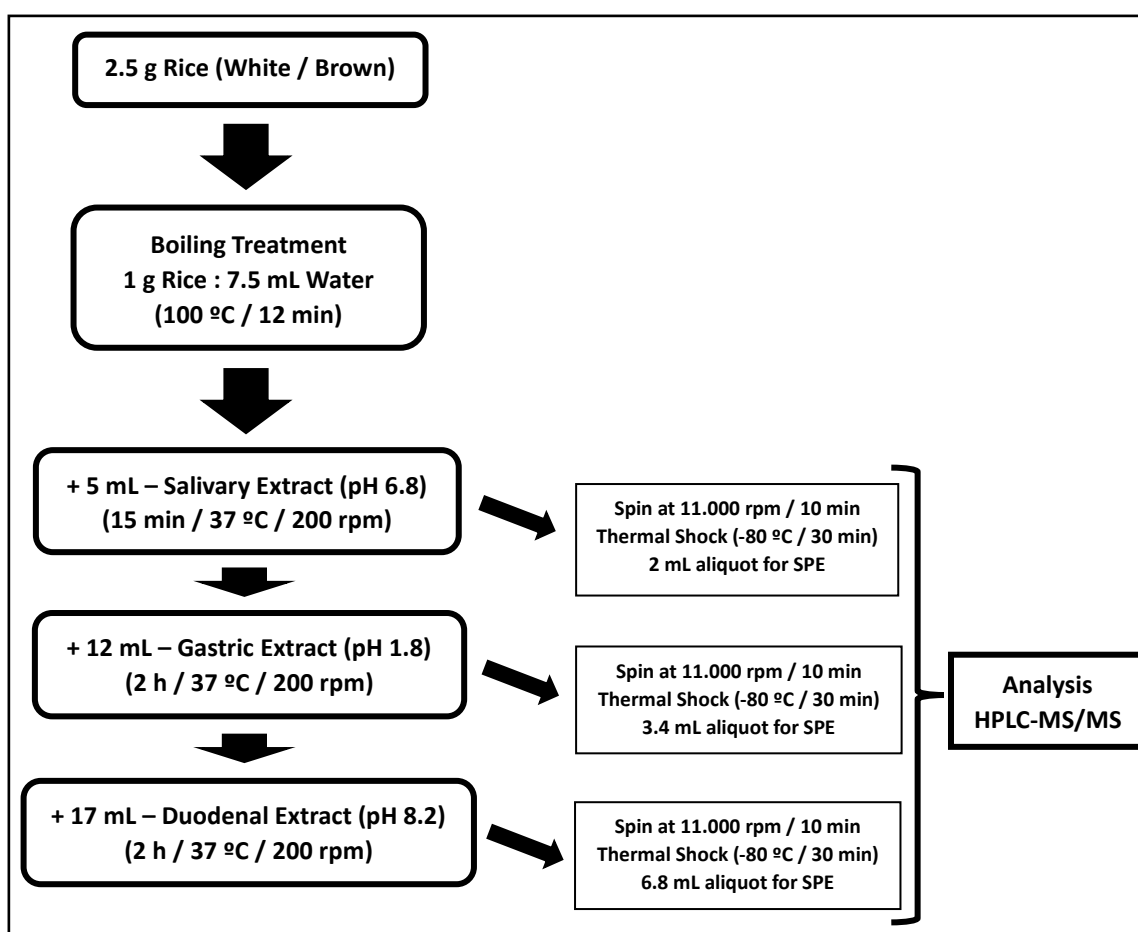 2.5 g Rice (White / Brown)
Boiling Treatment
1 g Rice : 7.5 mL Water
(100 ºC / 12 min)
+ 5 mL – Salivary Extract (pH 6.8)
(15 min / 37 ºC / 200 rpm)
Spin at 11.000 rpm / 10 min
Thermal Shock (-80 ºC / 30 min)
2 mL aliquot for SPE
+ 12 mL – Gastric Extract (pH 1.8)
(2 h / 37 ºC / 200 rpm)
Spin at 11.000 rpm / 10 min
Thermal Shock (-80 ºC / 30 min)
3.4 mL aliquot for SPE
+ 17 mL – Duodenal Extract (pH 8.2)
(2 h / 37 ºC / 200 rpm)
Spin at 11.000 rpm / 10 min
Thermal Shock (-80 ºC / 30 min)
6.8 mL aliquot for SPE
Analysis
HPLC-MS/MS